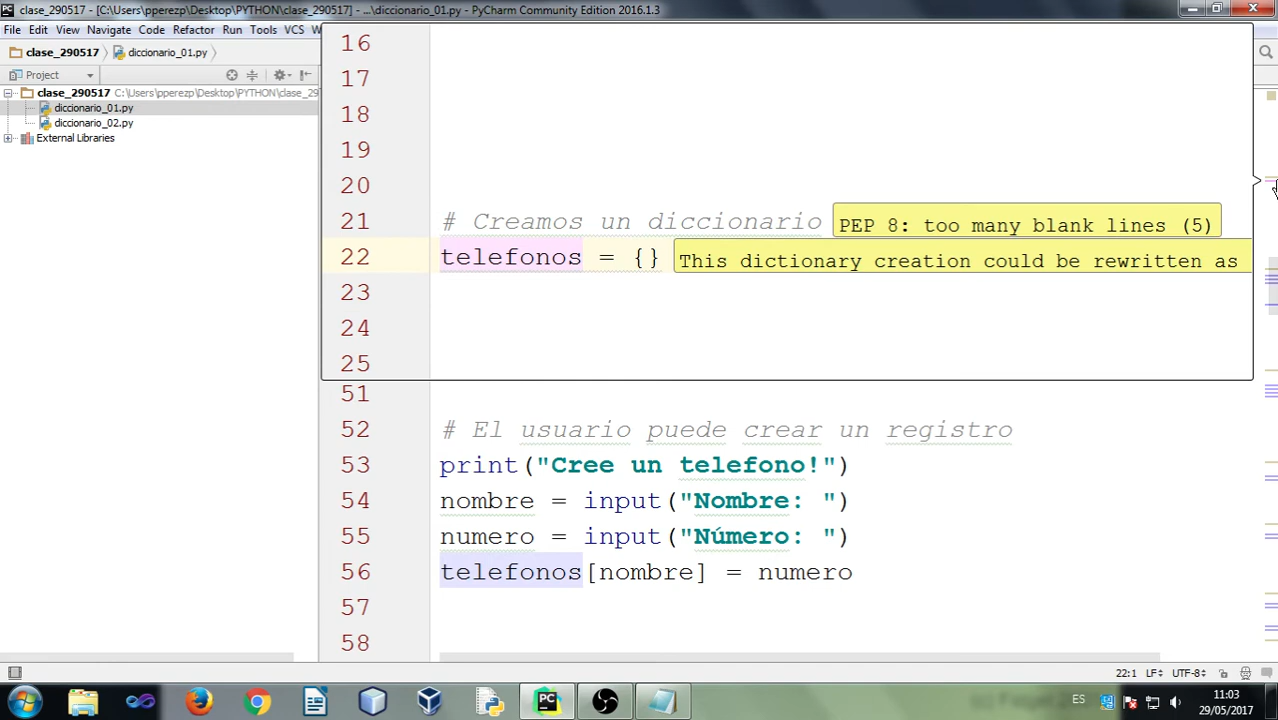 clase_290517 - [C:\Users\pperezp\Desktop\PYTHON\clase_290517] - ...\diccionario_01.py - PyCharm Community Edition 2016.1.3
File Edit View Navigate Code Refactor Run Tools VCS W
clase_290517 diccionario_01.py
Project
clase_290517 C:\Users\pperezp\Desktop\PYTHON\clase_29
diccionario_01.py
diccionario_02.py
External Libraries
16
17
18
19
20
21 # Creamos un diccionario PEP 8: too many blank lines (5)
22 telefonos = {} This dictionary creation could be rewritten as
23
24
25
51
52 # El usuario puede crear un registro
53 print("Cree un telefono!")
54 nombre = input("Nombre: ")
55 numero = input("Número: ")
56 telefonos[nombre] = numero
57
58
22:1 LF÷ UTF-8÷
ES 11:03
29/05/2017